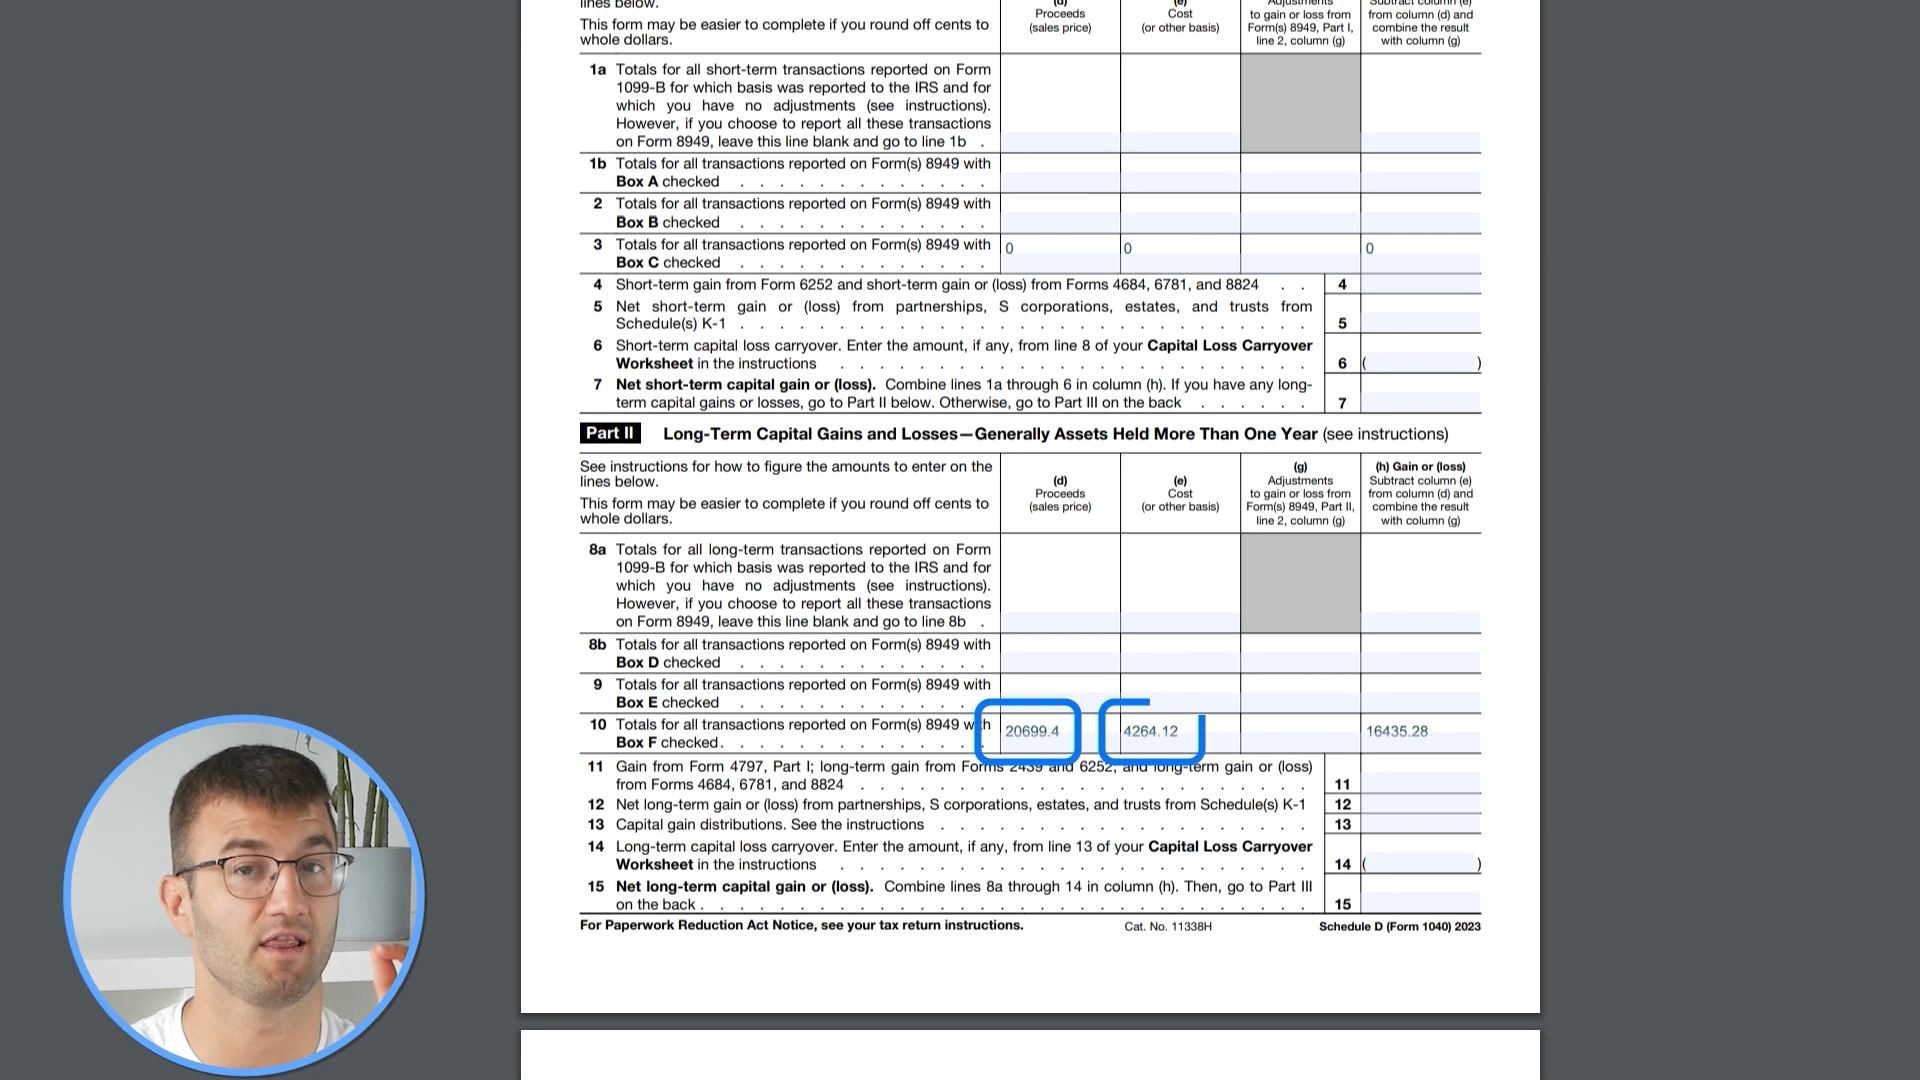 lines below.
This form may be easier to complete if you round off cents to
whole dollars.
(d)
Proceeds
(sales price)
(e)
Cost
(or other basis)
Adjustments
to gain or loss from
Form(s) 8949, Part I,
line 2, column (g)
Subtract column (e)
from column (d) and
combine the result
with column (g)
1a Totals for all short-term transactions reported on Form
1099-B for which basis was reported to the IRS and for
which you have no adjustments (see instructions).
However, if you choose to report all these transactions
on Form 8949, leave this line blank and go to line 1b .
1b Totals for all transactions reported on Form(s) 8949 with
Box A checked . . . . . . . . . . . . .
2 Totals for all transactions reported on Form(s) 8949 with
Box B checked . . . . . . . . . . . . .
3 Totals for all transactions reported on Form(s) 8949 with
Box C checked . . . . . . . . . . . . .
0 0 0
4 Short-term gain from Form 6252 and short-term gain or (loss) from Forms 4684, 6781, and 8824 . . 4
5 Net short-term gain or (loss) from partnerships, S corporations, estates, and trusts from
Schedule(s) K-1 . . . . . . . . . . . . . . . . . . . . . . . . . . . . . 5
6 Short-term capital loss carryover. Enter the amount, if any, from line 8 of your Capital Loss Carryover
Worksheet in the instructions . . . . . . . . . . . . . . . . . . . . . . . . 6 ( )
7 Net short-term capital gain or (loss). Combine lines 1a through 6 in column (h). If you have any long-
term capital gains or losses, go to Part II below. Otherwise, go to Part III on the back . . . . . . 7
Part II Long-Term Capital Gains and Losses—Generally Assets Held More Than One Year (see instructions)
See instructions for how to figure the amounts to enter on the
lines below.
This form may be easier to complete if you round off cents to
whole dollars.
(d)
Proceeds
(sales price)
(e)
Cost
(or other basis)
(g)
Adjustments
to gain or loss from
Form(s) 8949, Part II,
line 2, column (g)
(h) Gain or (loss)
Subtract column (e)
from column (d) and
combine the result
with column (g)
8a Totals for all long-term transactions reported on Form
1099-B for which basis was reported to the IRS and for
which you have no adjustments (see instructions).
However, if you choose to report all these transactions
on Form 8949, leave this line blank and go to line 8b .
8b Totals for all transactions reported on Form(s) 8949 with
Box D checked . . . . . . . . . . . . .
9 Totals for all transactions reported on Form(s) 8949 with
Box E checked . . . . . . . . . . . .
10 Totals for all transactions reported on Form(s) 8949 with
Box F checked. . . . . . . . . . . . . .
20699.4 4264.12 16435.28
11 Gain from Form 4797, Part I; long-term gain from Forms 2439 and 6252; and long-term gain or (loss)
from Forms 4684, 6781, and 8824 . . . . . . . . . . . . . . . . . . . . . . . 11
12 Net long-term gain or (loss) from partnerships, S corporations, estates, and trusts from Schedule(s) K-1 12
13 Capital gain distributions. See the instructions . . . . . . . . . . . . . . . . . . . 13
14 Long-term capital loss carryover. Enter the amount, if any, from line 13 of your Capital Loss Carryover
Worksheet in the instructions . . . . . . . . . . . . . . . . . . . . . . . . 14 ( )
15 Net long-term capital gain or (loss). Combine lines 8a through 14 in column (h). Then, go to Part III
on the back . . . . . . . . . . . . . . . . . . . . . . . . . . . . . . . 15
For Paperwork Reduction Act Notice, see your tax return instructions. Cat. No. 11338H Schedule D (Form 1040) 2023